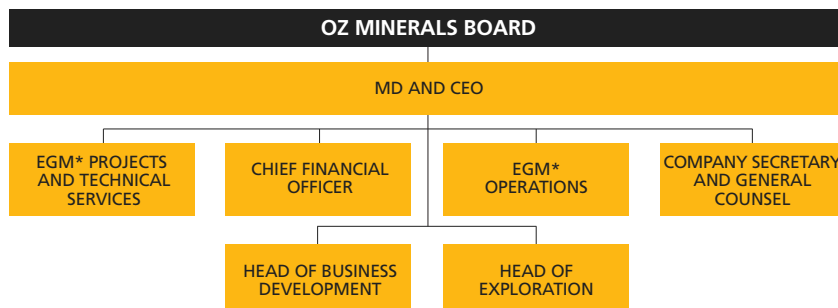 OZ MINERALS BOARD
MD AND CEO
EGM* PROJECTS
AND TECHNICAL
SERVICES
CHIEF FINANCIAL
OFFICER
EGM*
OPERATIONS
COMPANY SECRETARY
AND GENERAL
COUNSEL
HEAD OF BUSINESS
DEVELOPMENT
HEAD OF
EXPLORATION